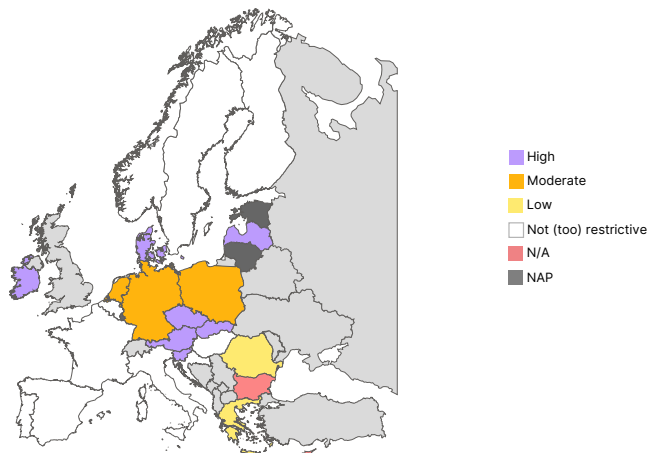 High
Moderate
Low
Not (too) restrictive
N/A
NAP